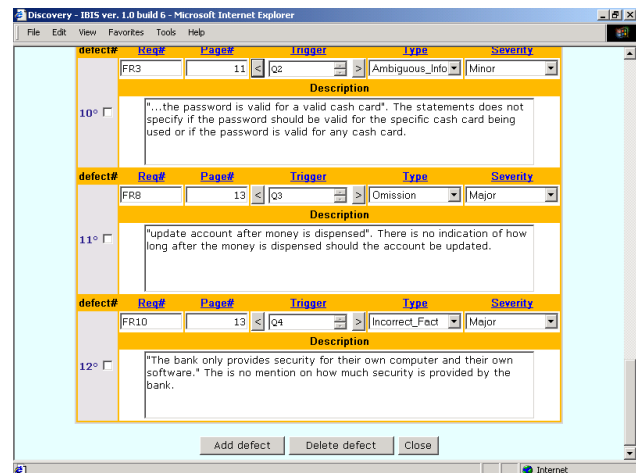 Discovery - IBIS ver. 1.0 build 6 - Microsoft Internet Explorer
File Edit View Favorites Tools Help
defect# Req# Page# Trigger Type Severity
FR3 11 < Q2 > Ambiguous_Info Minor
Description
10° "...the password is valid for a valid cash card". The statements does not
specify if the password should be valid for the specific cash card being
used or if the password is valid for any cash card.
defect# Req# Page# Trigger Type Severity
FR8 13 < Q3 > Omission Major
Description
11° "update account after money is dispensed". There is no indication of how
long after the money is dispensed should the account be updated.
defect# Req# Page# Trigger Type Severity
FR10 13 < Q4 > Incorrect_Fact Major
Description
12° "The bank only provides security for their own computer and their own
software." The is no mention on how much security is provided by the
bank.
Add defect Delete defect Close
Internet